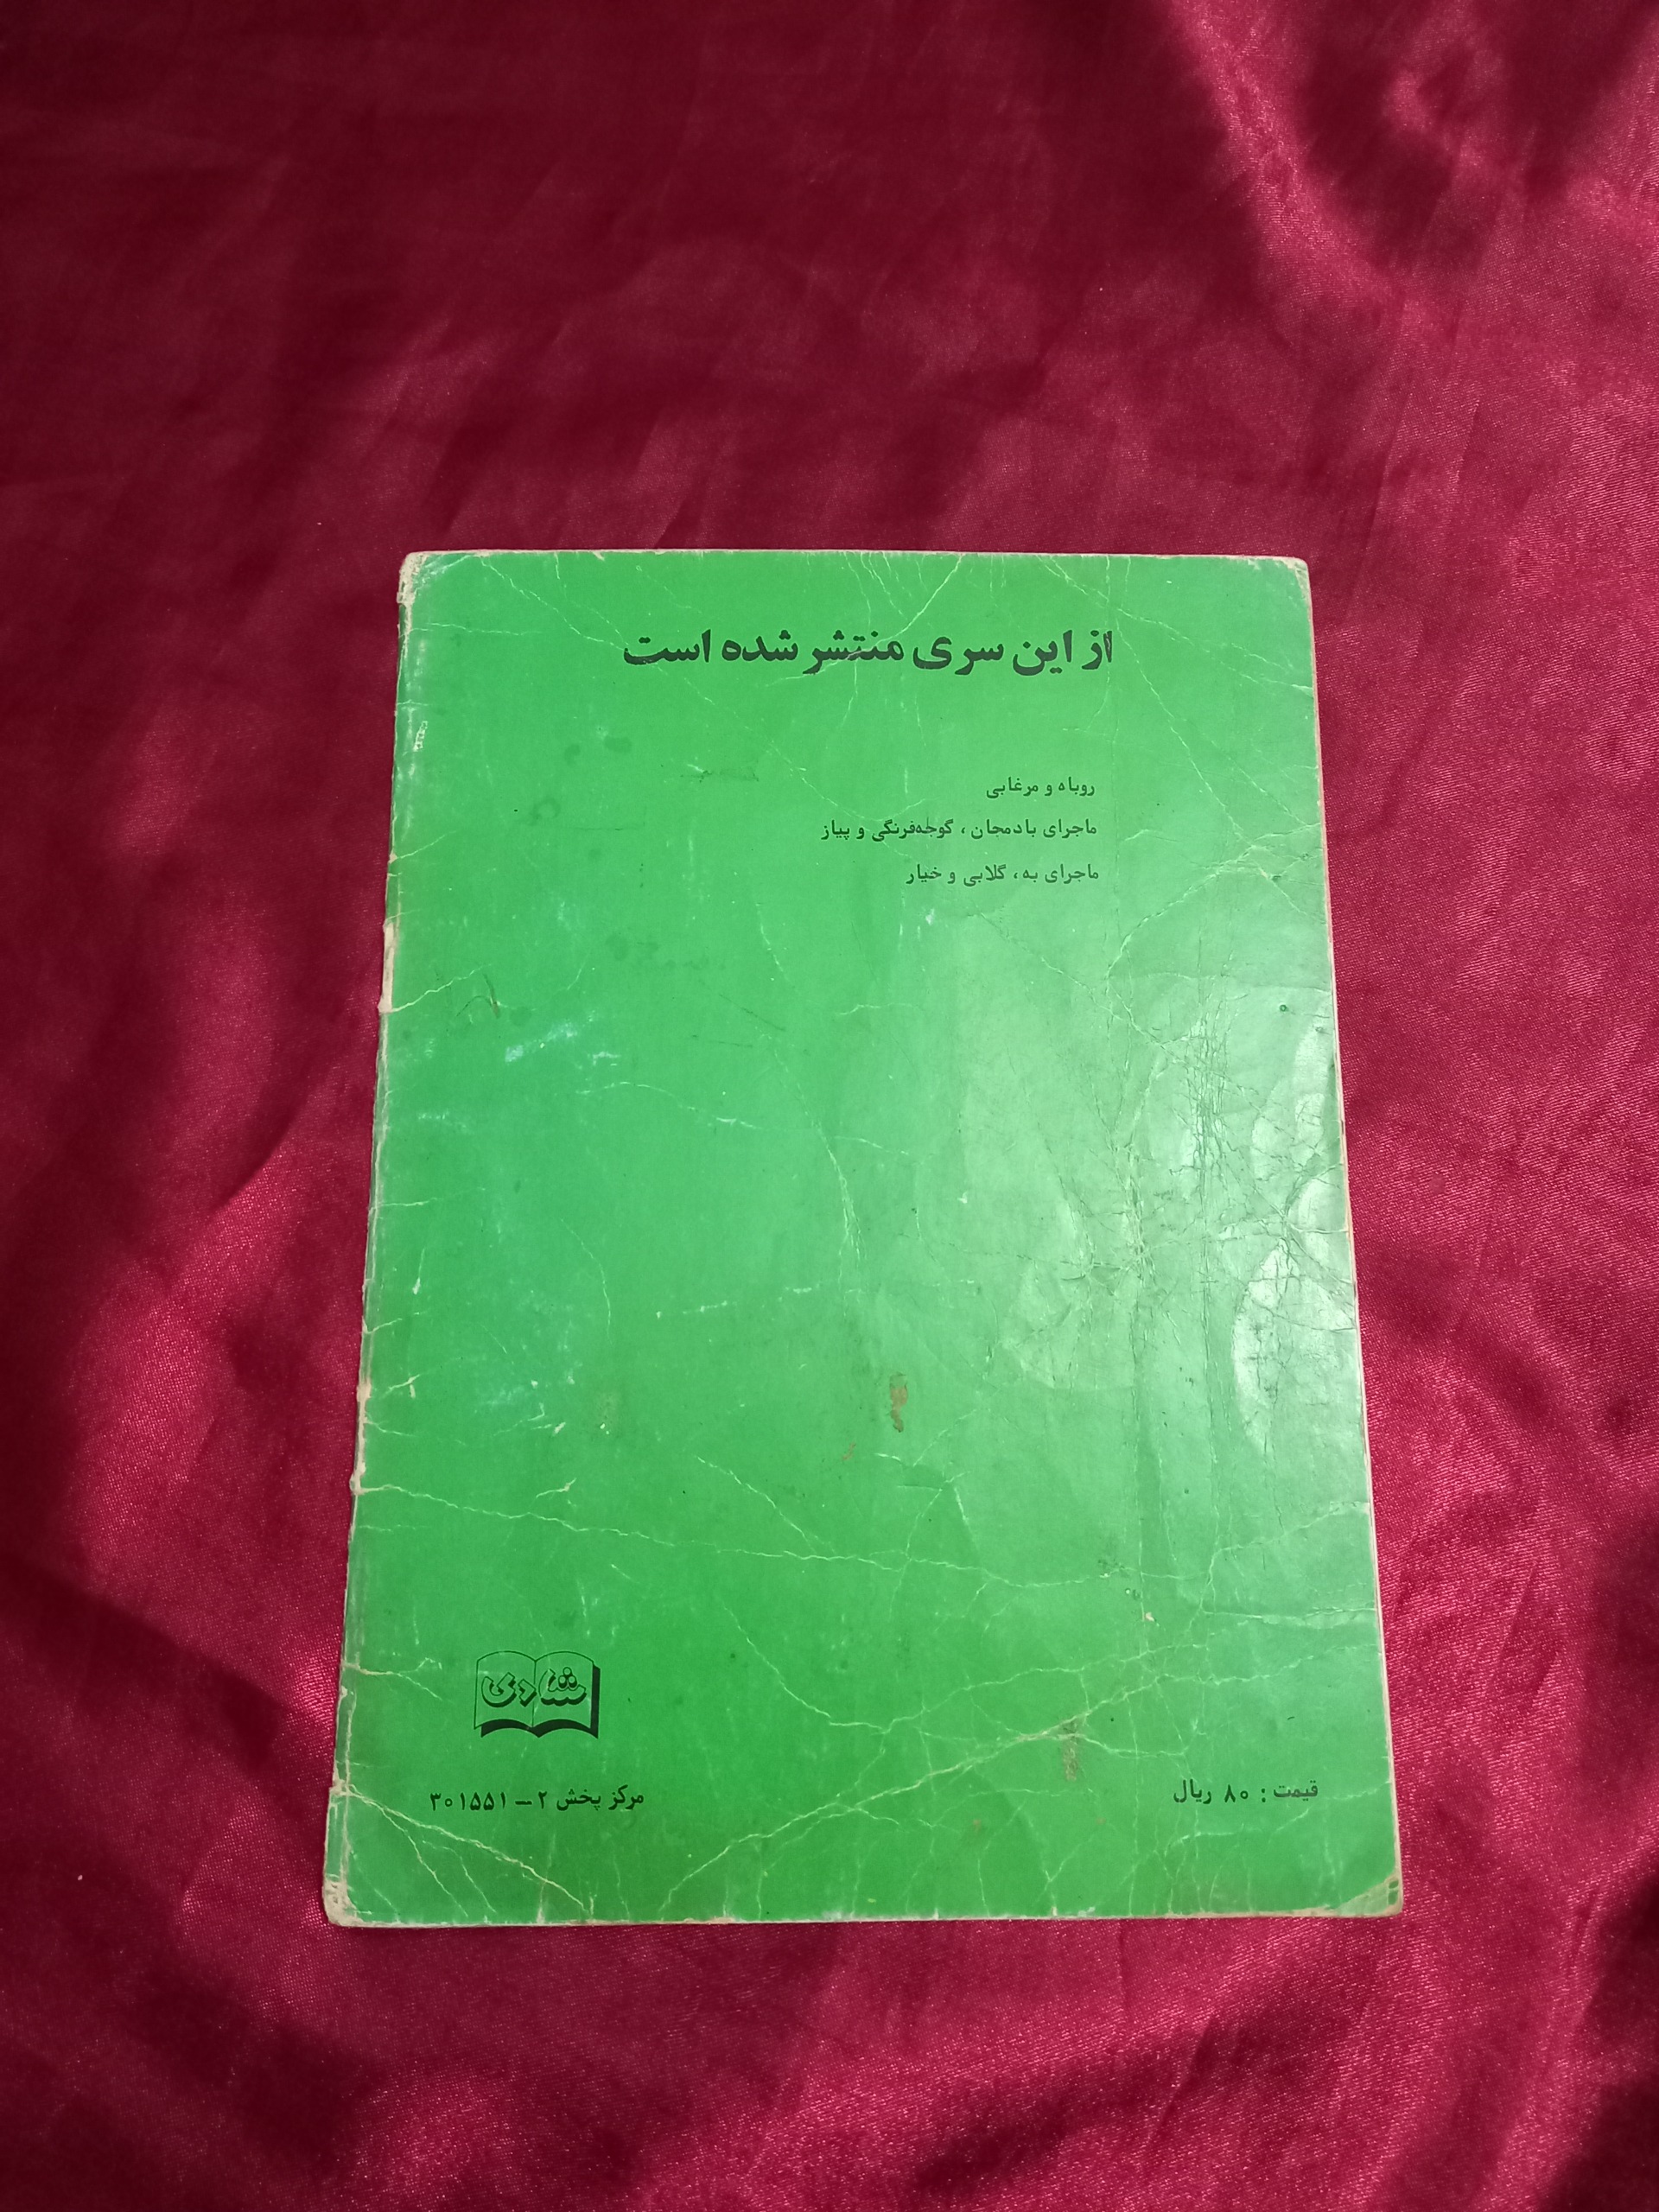 از این سری منتشر شده است
روباه و مرغابی
ماجرای بادمجان، گوجه‌فرنگی و پیاز
ماجرای به، گلابی و خیار
شادی
قیمت: ۸۰ ریال
مرکز پخش ۲ – ۳۰۱۵۵۱